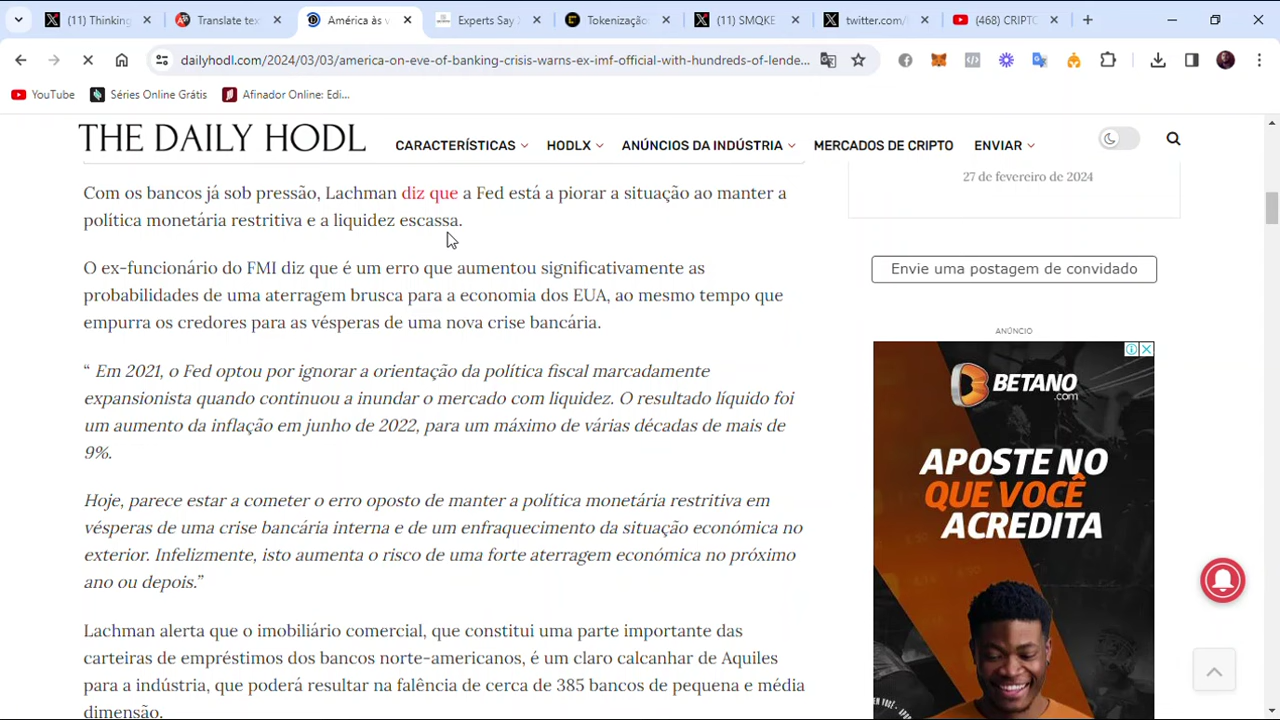 (11) Thinking
Translate tex
América às v
Experts Say
Tokenização
(11) SMQKE
twitter.com/
(468) CRIPTO
dailyhodl.com/2024/03/03/america-on-eve-of-banking-crisis-warns-ex-imf-official-with-hundreds-of-lende...
YouTube
Séries Online Grátis
Afinador Online: Edi...
THE DAILY HODL
CARACTERÍSTICAS
HODLX
ANÚNCIOS DA INDÚSTRIA
MERCADOS DE CRIPTO
ENVIAR
Com os bancos já sob pressão, Lachman diz que a Fed está a piorar a situação ao manter a
política monetária restritiva e a liquidez escassa.
O ex-funcionário do FMI diz que é um erro que aumentou significativamente as
probabilidades de uma aterragem brusca para a economia dos EUA, ao mesmo tempo que
empurra os credores para as vésperas de uma nova crise bancária.
“ Em 2021, o Fed optou por ignorar a orientação da política fiscal marcadamente
expansionista quando continuou a inundar o mercado com liquidez. O resultado líquido foi
um aumento da inflação em junho de 2022, para um máximo de várias décadas de mais de
9%.
Hoje, parece estar a cometer o erro oposto de manter a política monetária restritiva em
vésperas de uma crise bancária interna e de um enfraquecimento da situação económica no
exterior. Infelizmente, isto aumenta o risco de uma forte aterragem económica no próximo
ano ou depois.”
Lachman alerta que o imobiliário comercial, que constitui uma parte importante das
carteiras de empréstimos dos bancos norte-americanos, é um claro calcanhar de Aquiles
para a indústria, que poderá resultar na falência de cerca de 385 bancos de pequena e média
dimensão.
27 de fevereiro de 2024
Envie uma postagem de convidado
ANÚNCIO
BETANO
.com
APOSTE NO
QUE VOCÊ
ACREDITA